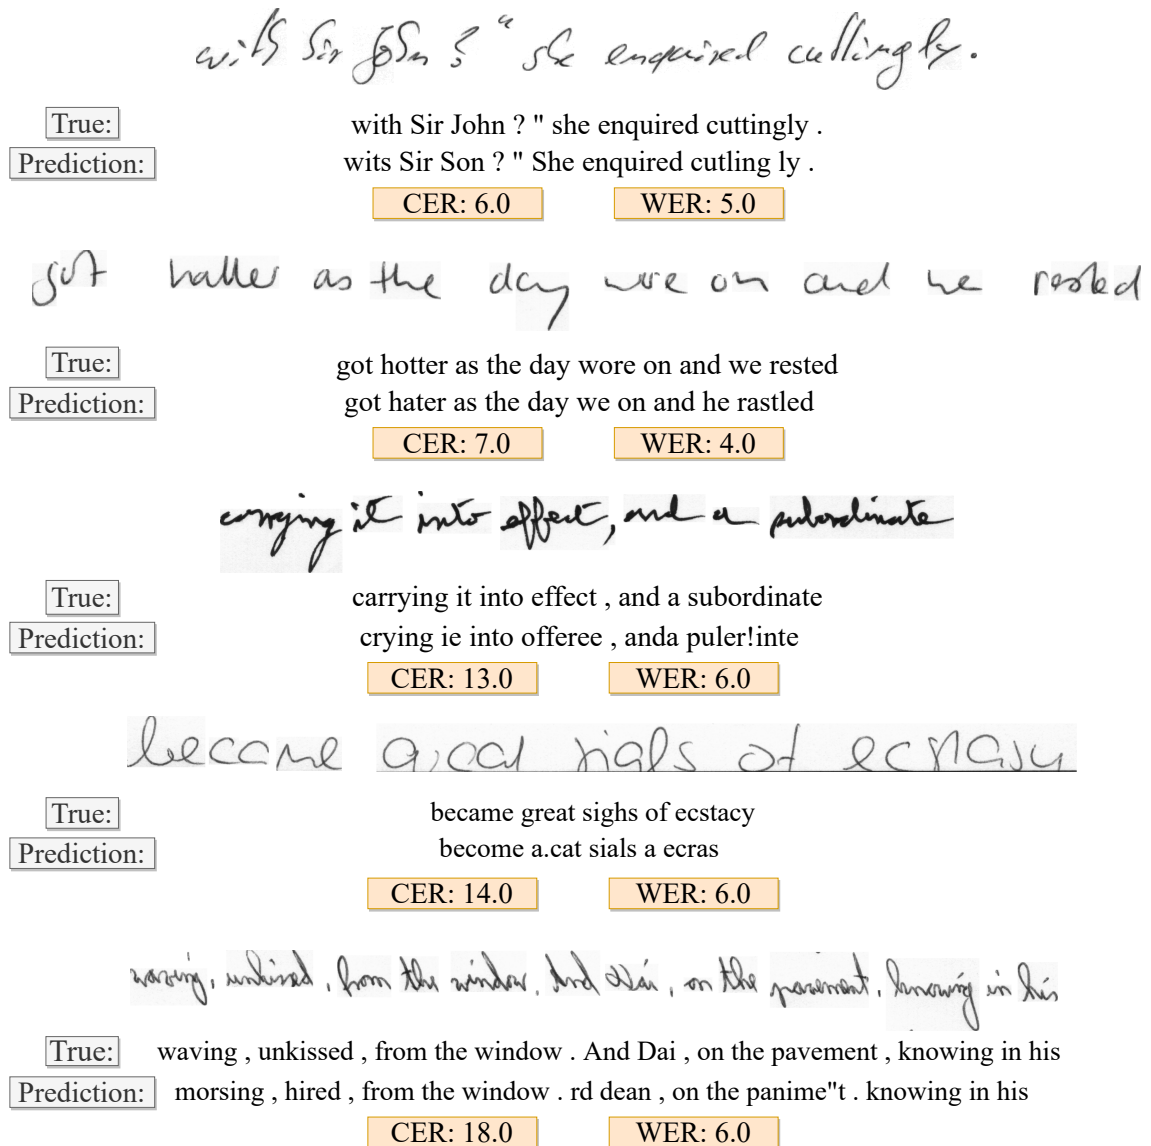 with Sir John ? " she enquired cuttingly.
True: with Sir John ? " she enquired cuttingly .
Prediction: wits Sir Son ? " She enquired cutling ly .
CER: 6.0 WER: 5.0
got hotter as the day wore on and we rested
True: got hotter as the day wore on and we rested
Prediction: got hater as the day we on and he rastled
CER: 7.0 WER: 4.0
carrying it into effect, and a subordinate
True: carrying it into effect , and a subordinate
Prediction: crying ie into offeree , anda puler!inte
CER: 13.0 WER: 6.0
became great sighs of ecstasy
True: became great sighs of ecstacy
Prediction: become a.cat sials a ecras
CER: 14.0 WER: 6.0
waving, unkissed, from the window. And Dai, on the pavement, knowing in his
True: waving , unkissed , from the window . And Dai , on the pavement , knowing in his
Prediction: morsing , hired , from the window . rd dean , on the panime"t . knowing in his
CER: 18.0 WER: 6.0